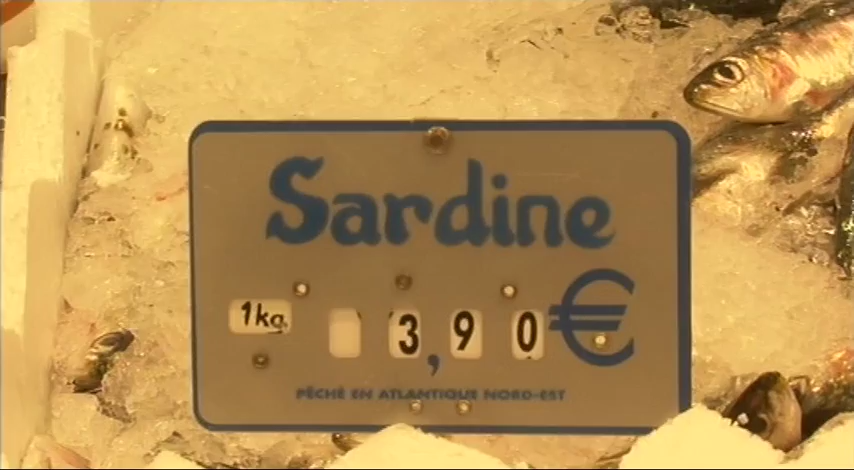 Sardine
1kg. 3,90 €
PÊCHÉ EN ATLANTIQUE NORD-EST